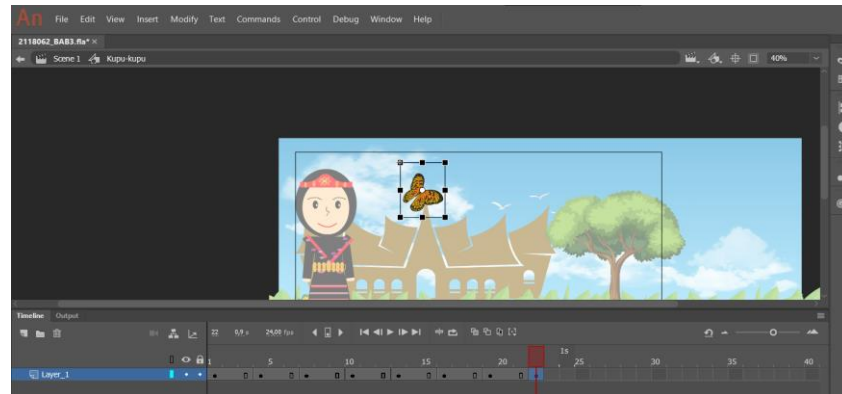 An File Edit View Insert Modify Text Commands Control Debug Window Help
2118062_BAB3.fla* ×
Scene 1 Kupu-kupu 40%
Timeline Output
22 0,9 s 24,00 fps
1s
1 5 10 15 20 25 30 35 40
Layer_1